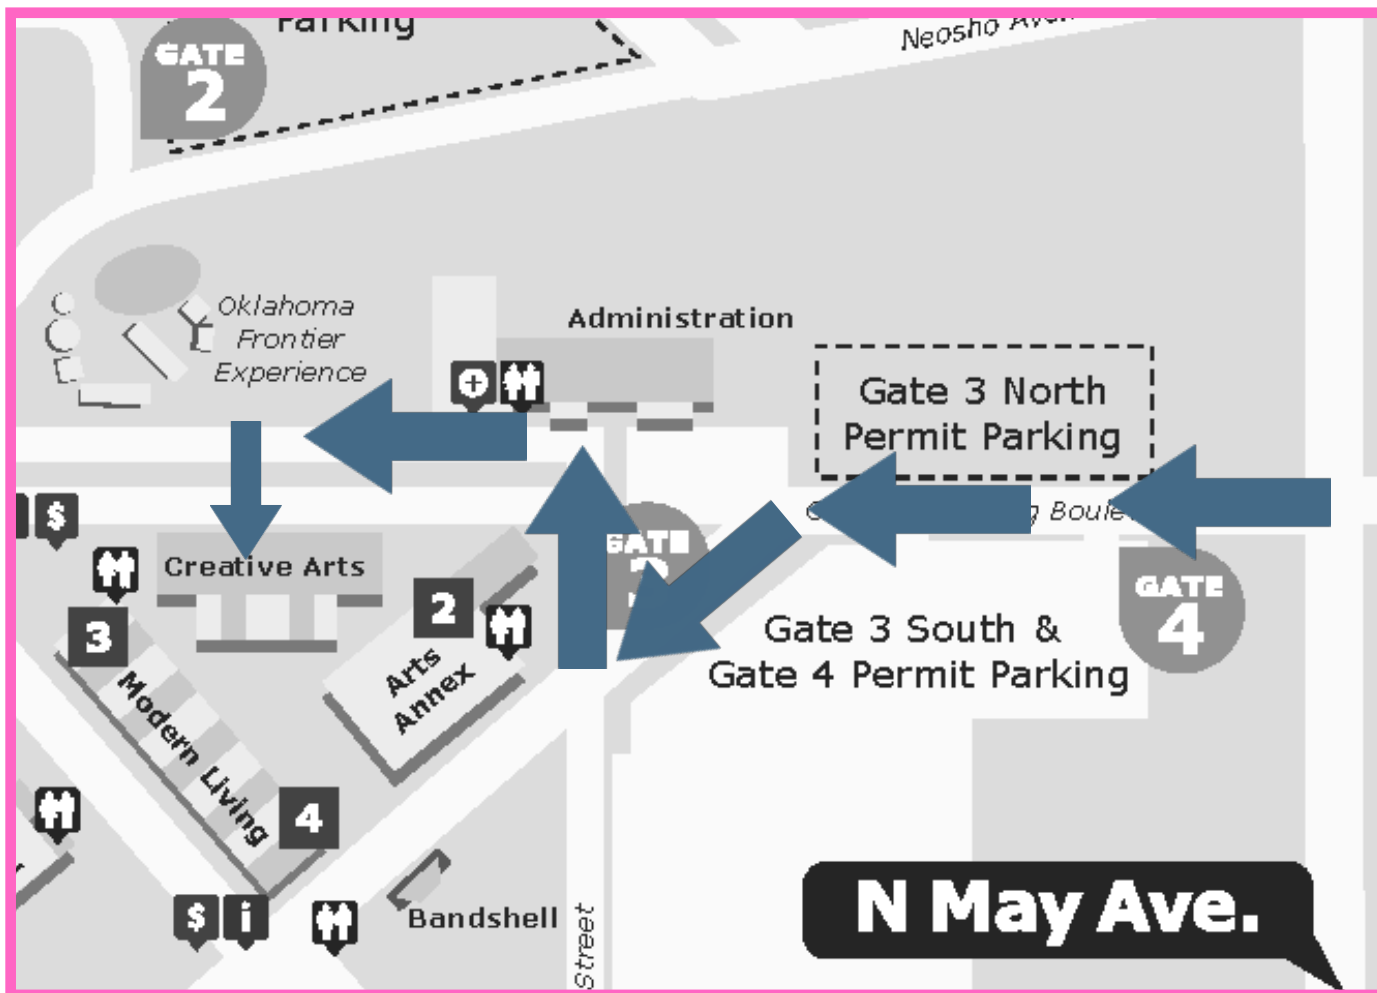 Parking
GATE
2
Neosho
Oklahoma
Frontier
Experience
Administration
Gate 3 North
Permit Parking
$
GATE
Creative Arts
2
3
Arts
Annex
Gate 3 South &
Gate 4 Permit Parking
GATE
4
Modern Living
4
$ i
Bandshell
Street
N May Ave.